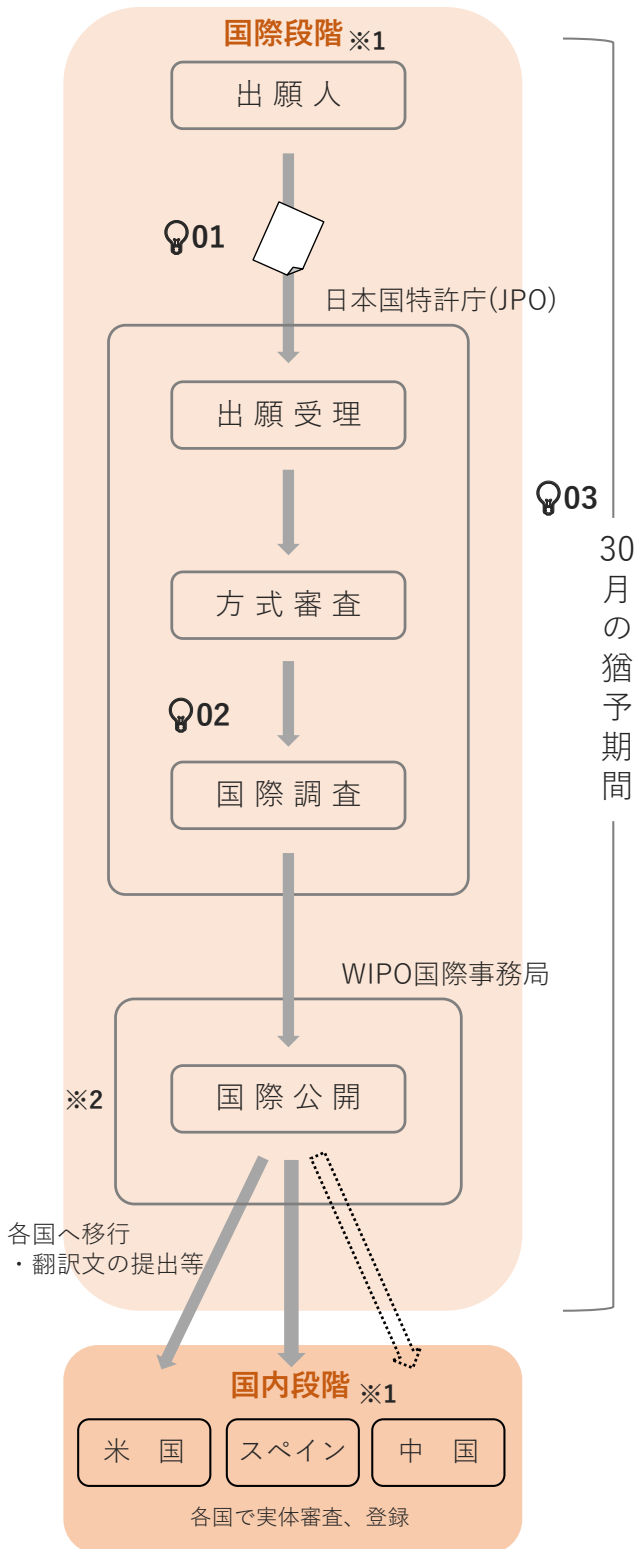 国際段階 ※1
出願人
01
日本国特許庁(JPO)
出願受理
03
30月の猶予期間
方式審査
02
国際調査
WIPO国際事務局
※2
国際公開
各国へ移行
・翻訳文の提出等
国内段階 ※1
米　国
スペイン
中　国
各国で実体審査、登録